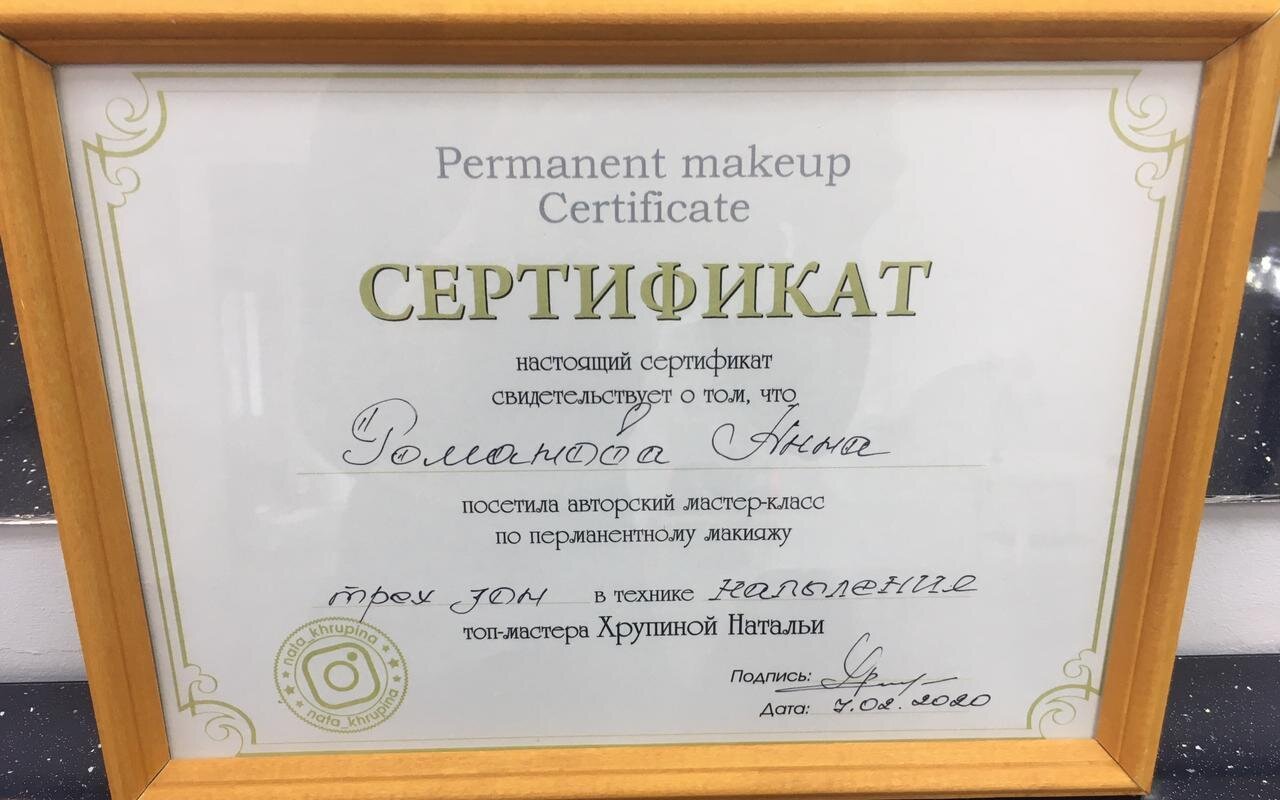 Permanent makeup
Certificate
СЕРТИФИКАТ
настоящий сертификат
свидетельствует о том, что
Романова Анна
посетила авторский мастер-класс
по перманентному макияжу
трех зон в технике напыления
топ-мастера Хрупиной Натальи
nata_khrupina
nata_khrupina
Подпись:
Дата: 7.02.2020